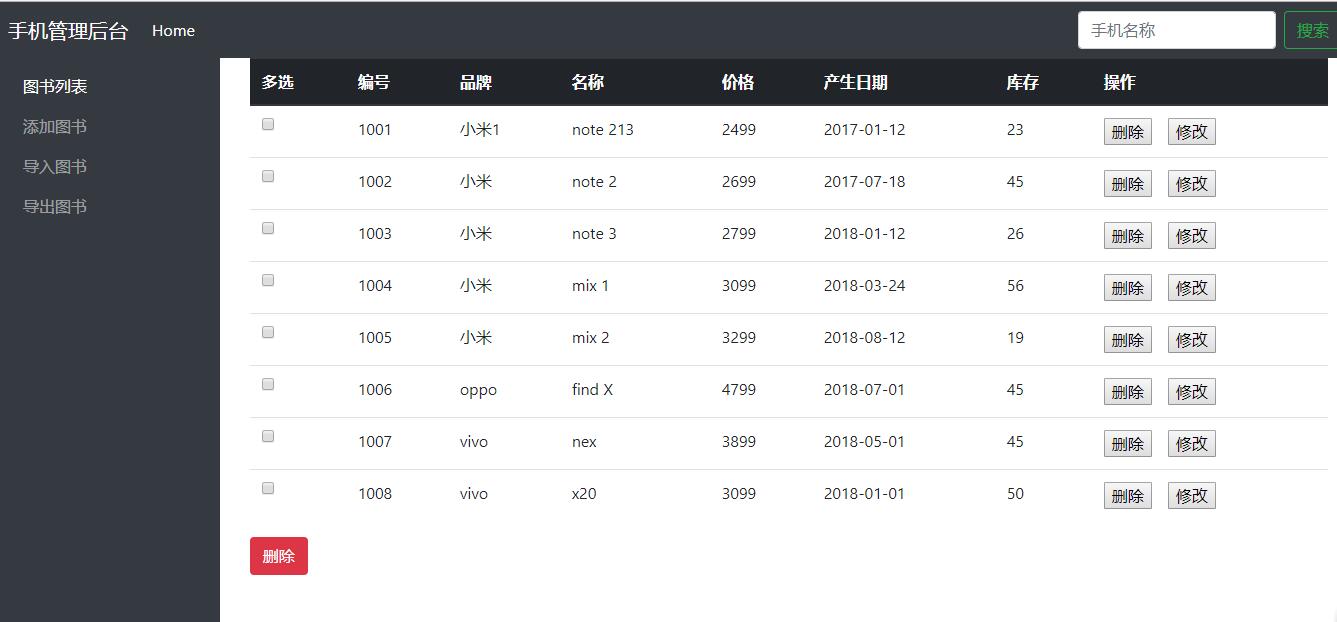 手机管理后台 Home 手机名称 搜索
图书列表
添加图书
导入图书
导出图书
多选 编号 品牌 名称 价格 产生日期 库存 操作
1001 小米1 note 213 2499 2017-01-12 23 删除 修改
1002 小米 note 2 2699 2017-07-18 45 删除 修改
1003 小米 note 3 2799 2018-01-12 26 删除 修改
1004 小米 mix 1 3099 2018-03-24 56 删除 修改
1005 小米 mix 2 3299 2018-08-12 19 删除 修改
1006 oppo find X 4799 2018-07-01 45 删除 修改
1007 vivo nex 3899 2018-05-01 45 删除 修改
1008 vivo x20 3099 2018-01-01 50 删除 修改
删除